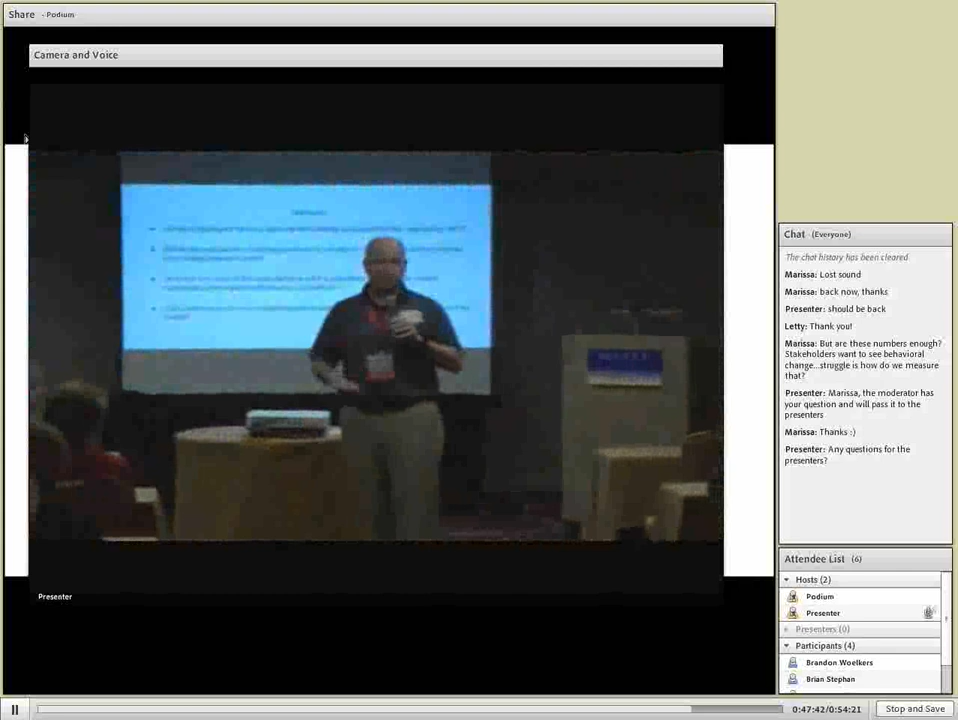 Share - Podium
Camera and Voice
Presenter
Chat (Everyone)
The chat history has been cleared
Marissa: Lost sound
Marissa: back now, thanks
Presenter: should be back
Letty: Thank you!
Marissa: But are these numbers enough?
Stakeholders want to see behavioral
change...struggle is how do we measure
that?
Presenter: Marissa, the moderator has
your question and will pass it to the
presenters
Marissa: Thanks :)
Presenter: Any questions for the
presenters?
Attendee List (6)
Hosts (2)
Podium
Presenter
Presenters (0)
Participants (4)
Brandon Woelkers
Brian Stephan
0:47:42/0:54:21
Stop and Save